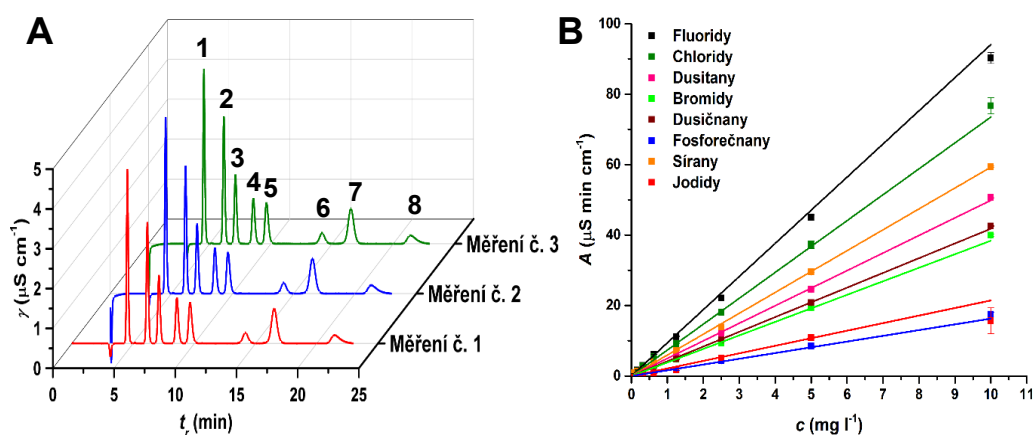 A
1
2
3
4
5
6
7
8
5
4
3
2
1
0
γ (μS cm⁻¹)
0
5
10
15
20
25
tᵣ (min)
Měření č. 3
Měření č. 2
Měření č. 1
B
100
80
60
40
20
0
A (μS min cm⁻¹)
Fluoridy
Chloridy
Dusitany
Bromidy
Dusičnany
Fosforečnany
Sírany
Jodidy
0
1
2
3
4
5
6
7
8
9
10
11
c (mg l⁻¹)